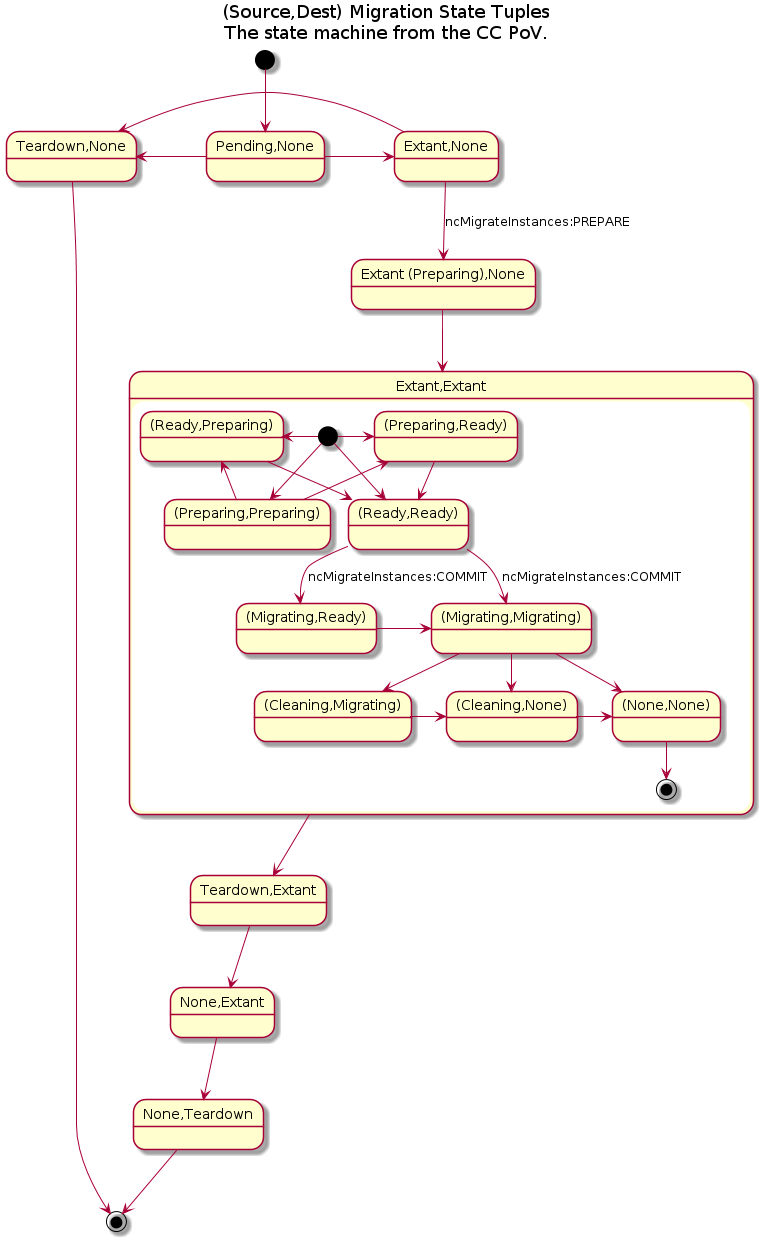 (Source,Dest) Migration State Tuples
The state machine from the CC PoV.
Teardown,None
Pending,None
Extant,None
ncMigrateInstances:PREPARE
Extant (Preparing),None
Extant,Extant
(Ready,Preparing)
(Preparing,Ready)
(Preparing,Preparing)
(Ready,Ready)
ncMigrateInstances:COMMIT
ncMigrateInstances:COMMIT
(Migrating,Ready)
(Migrating,Migrating)
(Cleaning,Migrating)
(Cleaning,None)
(None,None)
Teardown,Extant
None,Extant
None,Teardown